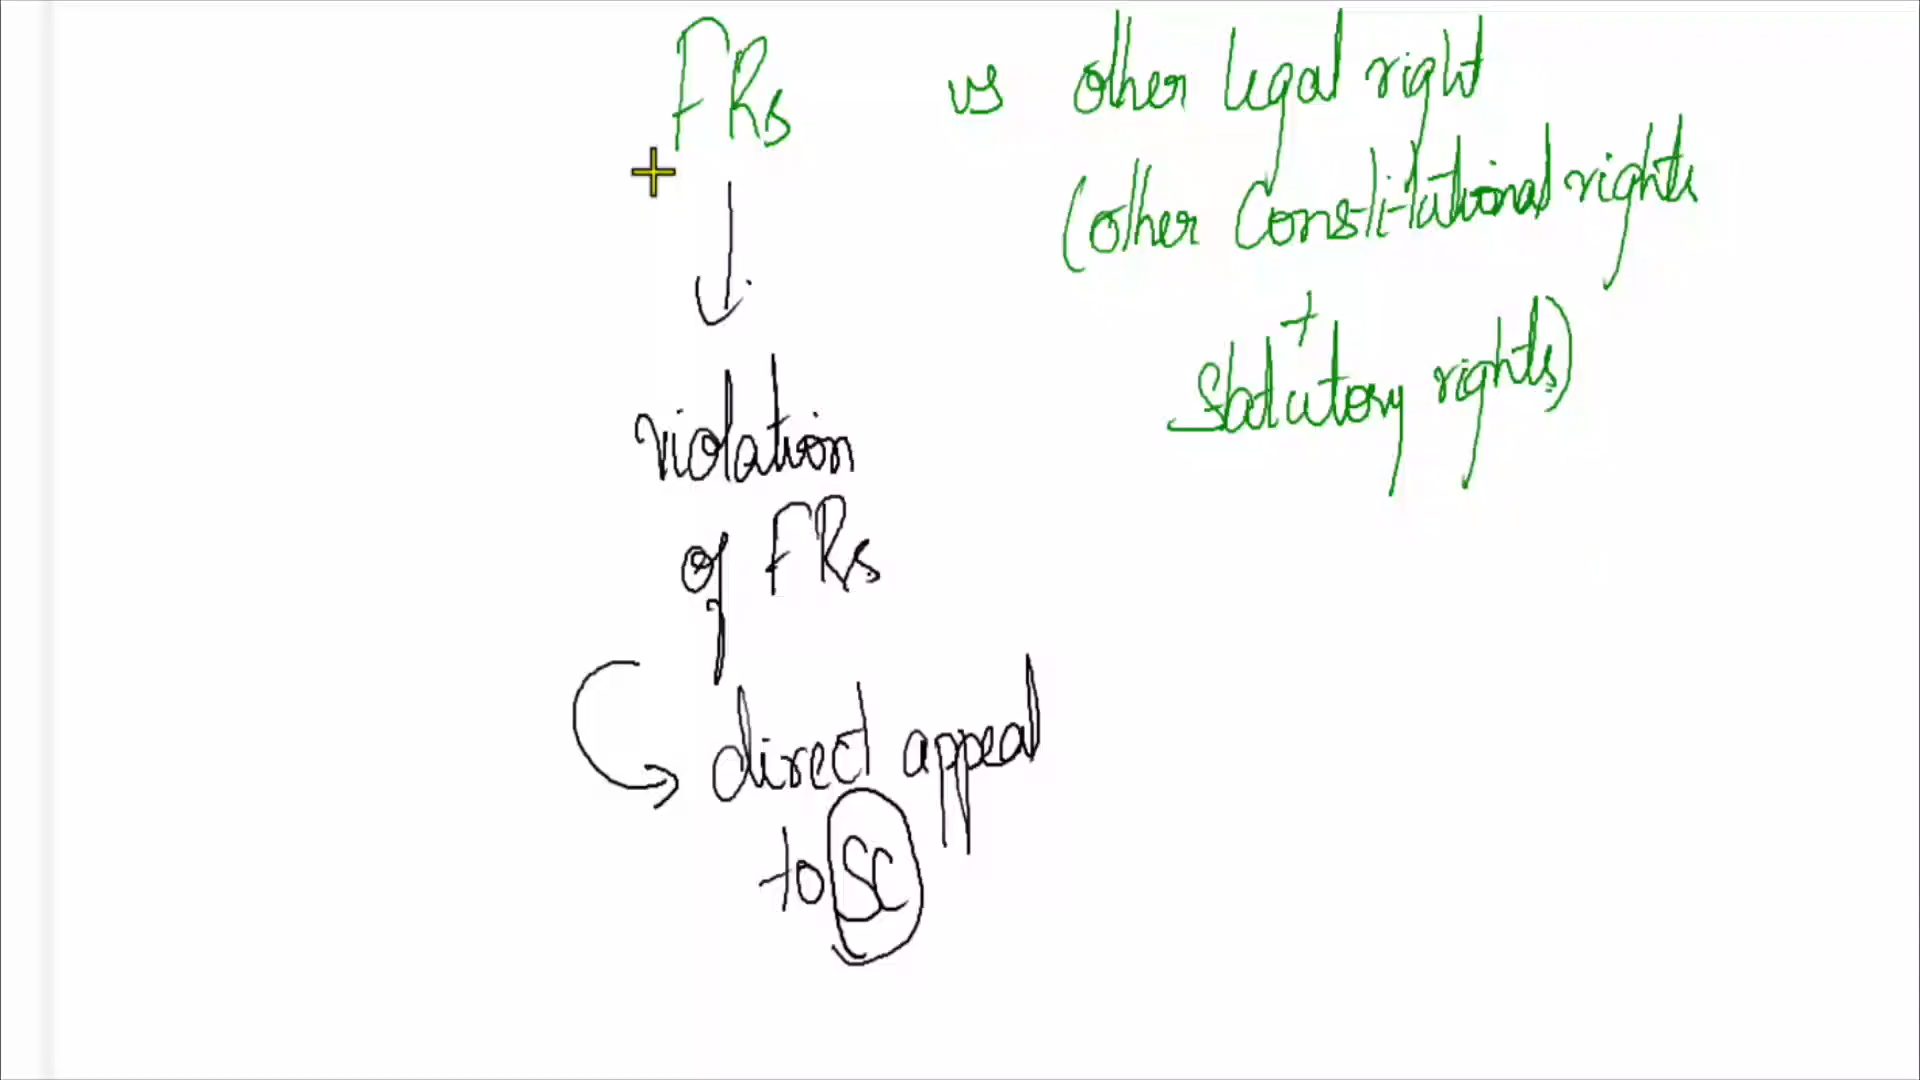 FRs vs other legal right
(other Constitutional rights
+
Statutory rights)
violation
of FRs
direct appeal
to SC